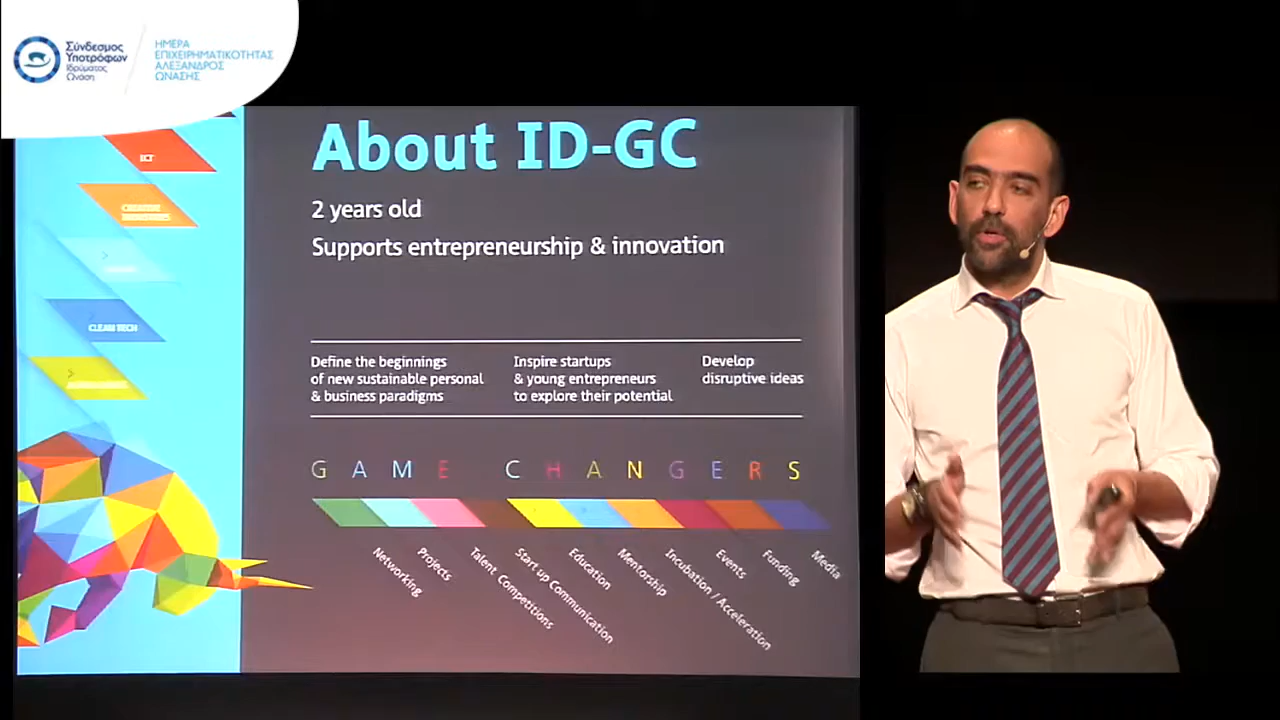 Σύνδεσμος
Υποτρόφων
Ιδρύματος
Ωνάση
ΗΜΕΡΑ
ΕΠΙΧΕΙΡΗΜΑΤΙΚΟΤΗΤΑΣ
ΑΛΕΞΑΝΔΡΟΣ
ΩΝΑΣΗΣ
ICT
CREATIVE
INDUSTRIES
CLEAN TECH
About ID-GC
2 years old
Supports entrepreneurship & innovation
Define the beginnings
of new sustainable personal
& business paradigms
Inspire startups
& young entrepreneurs
to explore their potential
Develop
disruptive ideas
GAME CHANGERS
Networking
Projects
Talent Competitions
Start up Communication
Education
Mentorship
Incubation / Acceleration
Events
Funding
Media